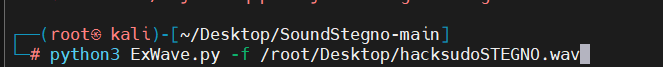 ┌──(root㉿ kali)-[~/Desktop/SoundStegno-main]
└─# python3 ExWave.py -f /root/Desktop/hacksudoSTEGNO.wav